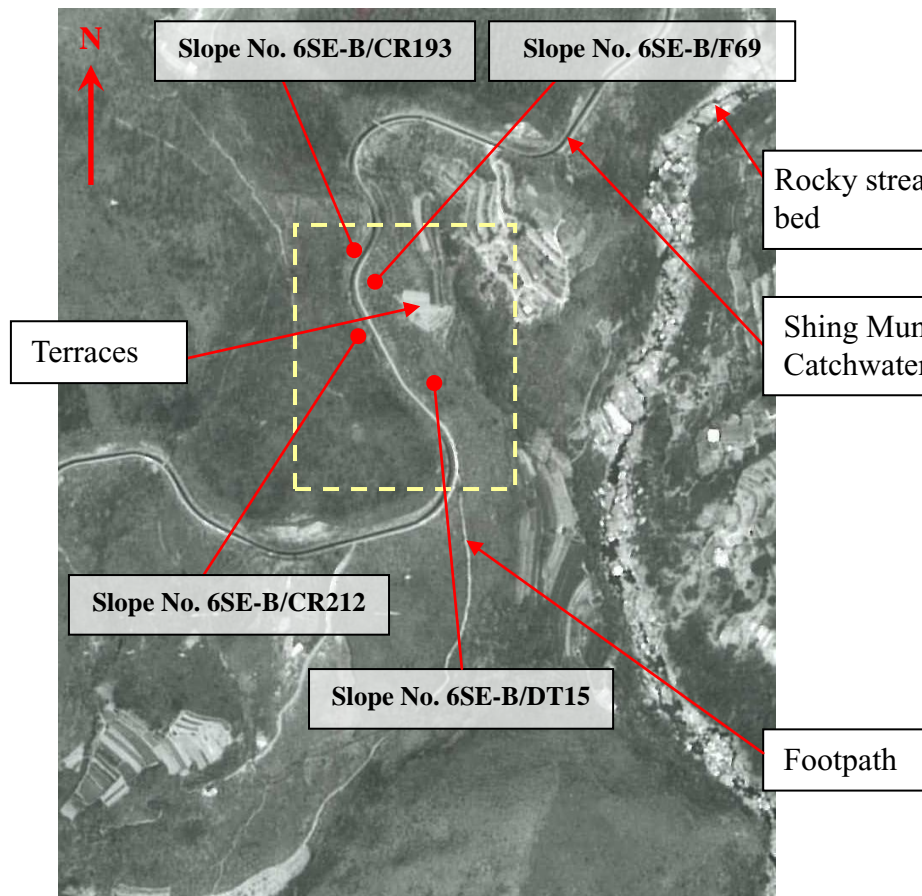 N
Slope No. 6SE-B/CR193
Slope No. 6SE-B/F69
Rocky strea
bed
Shing Mun
Catchwater
Terraces
Slope No. 6SE-B/CR212
Slope No. 6SE-B/DT15
Footpath